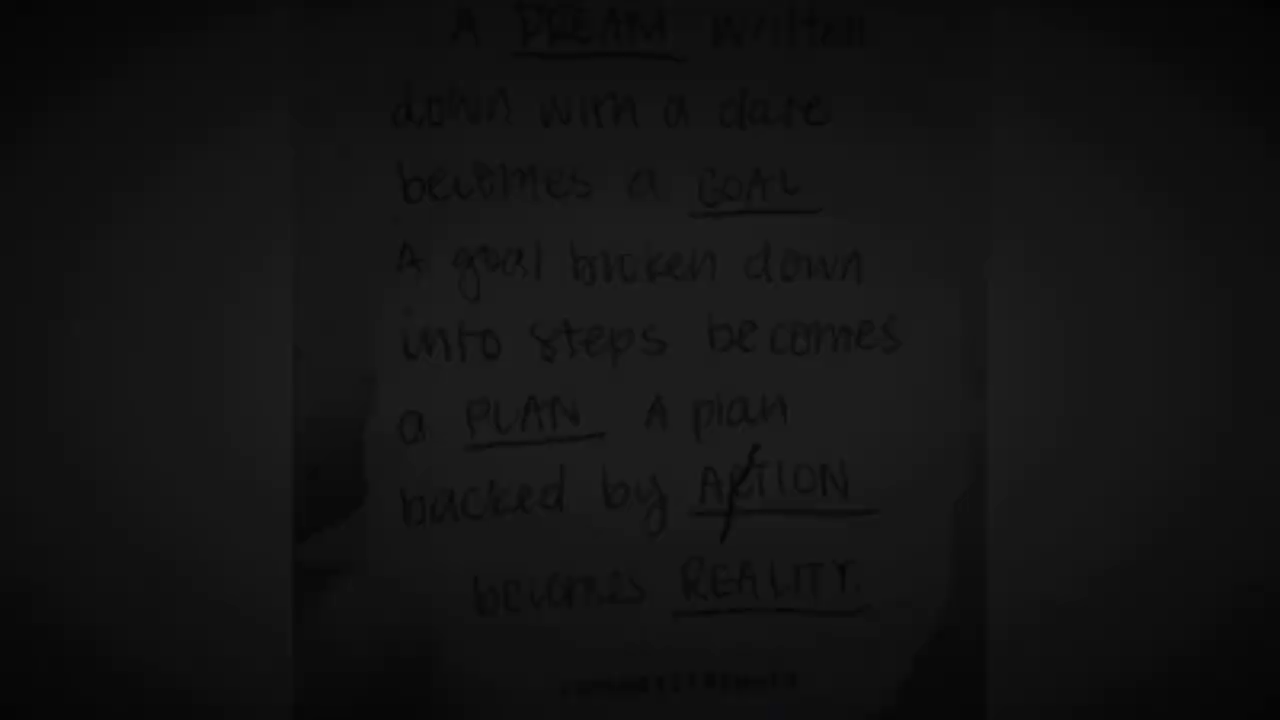 A DREAM written
down with a date
becomes a GOAL
A goal broken down
into steps becomes
a PLAN A plan
backed by ACTION
becomes REALITY.